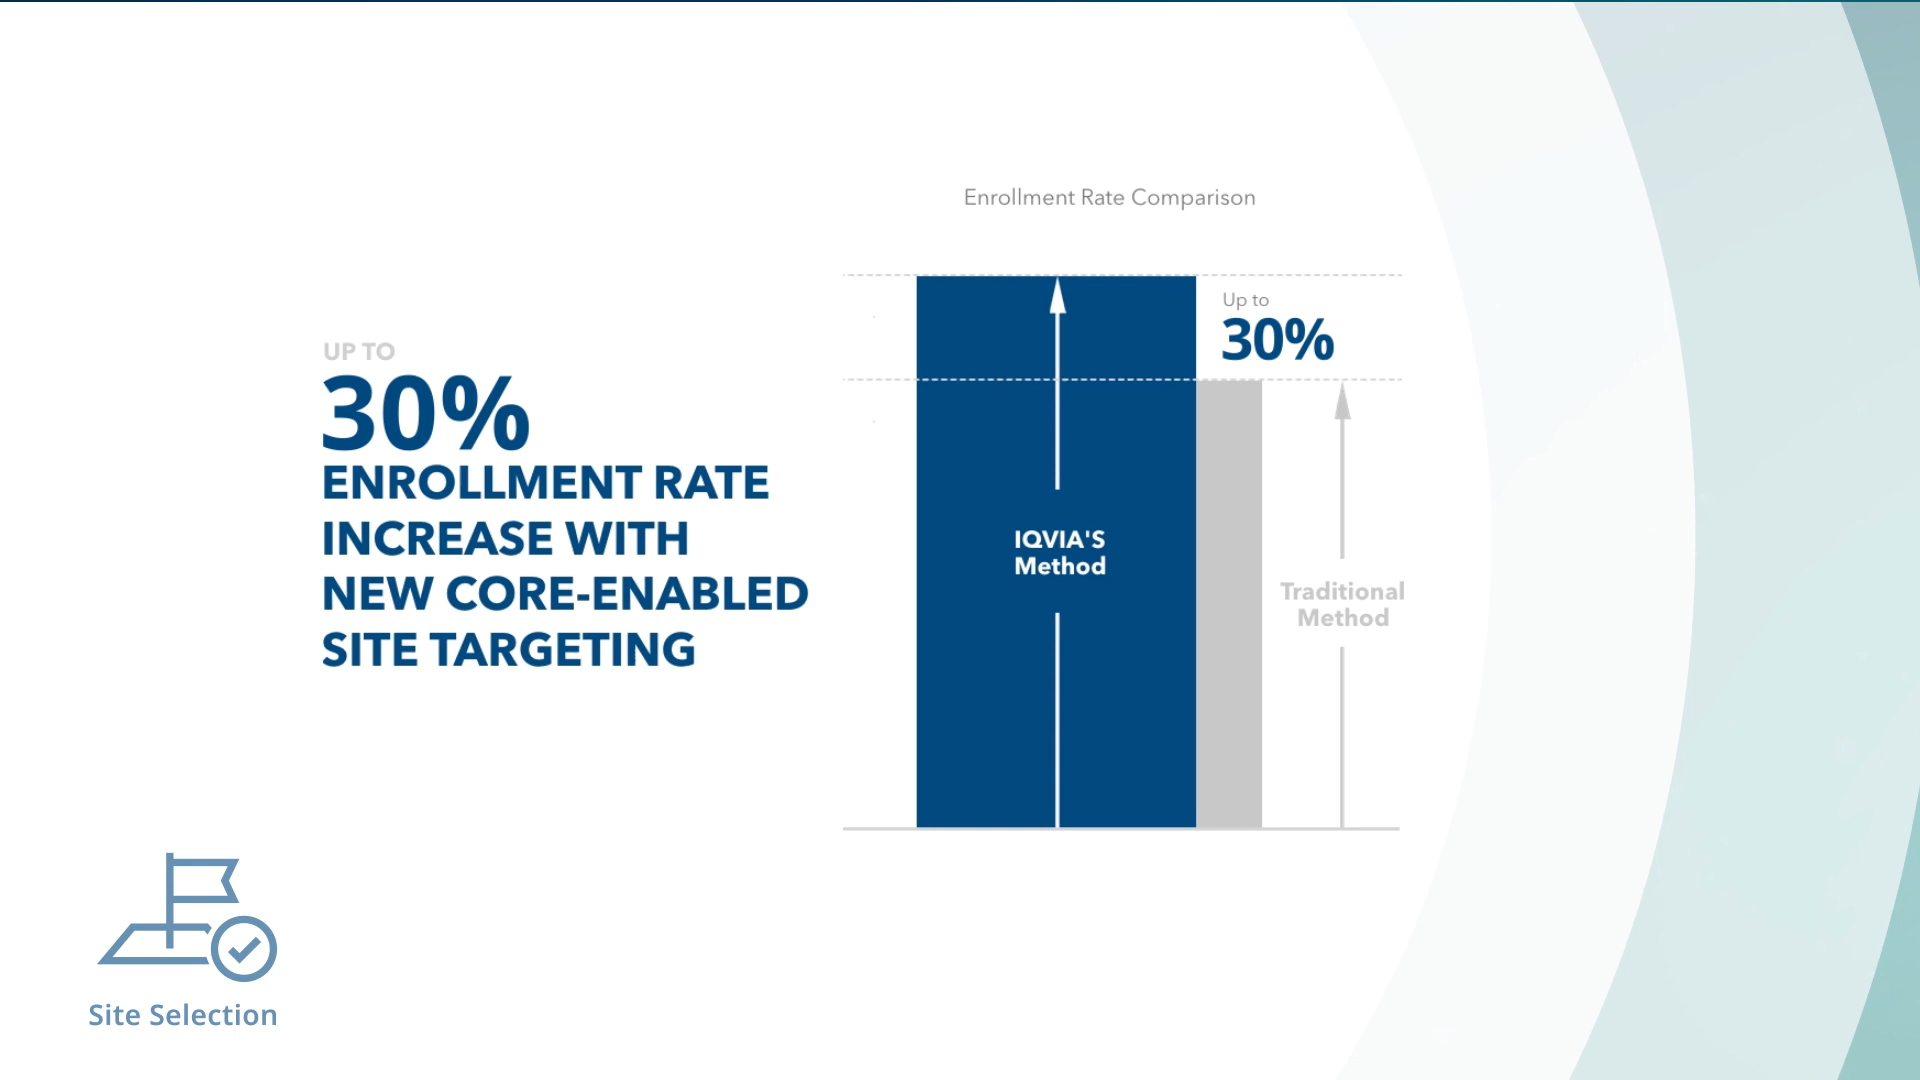 UP TO
30%
ENROLLMENT RATE
INCREASE WITH
NEW CORE-ENABLED
SITE TARGETING
Enrollment Rate Comparison
Up to
30%
IQVIA'S
Method
Traditional
Method
Site Selection